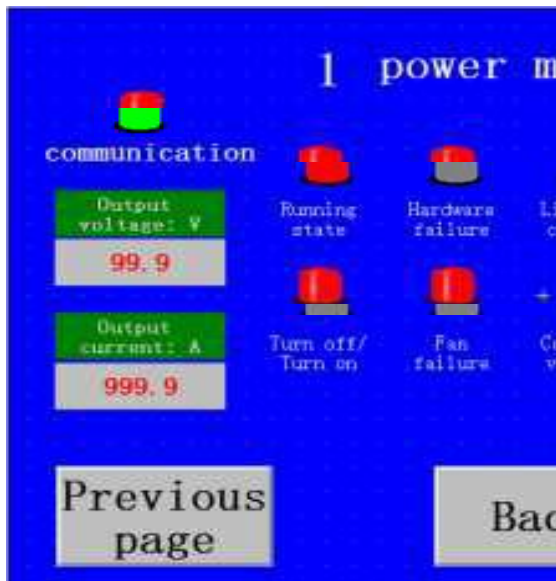 1 power m
communication
Output
voltage: V
99.9
Running
state
Hardware
failure
Output
current: A
999.9
Turn off/
Turn on
Fan
failure
Previous
page
Bac